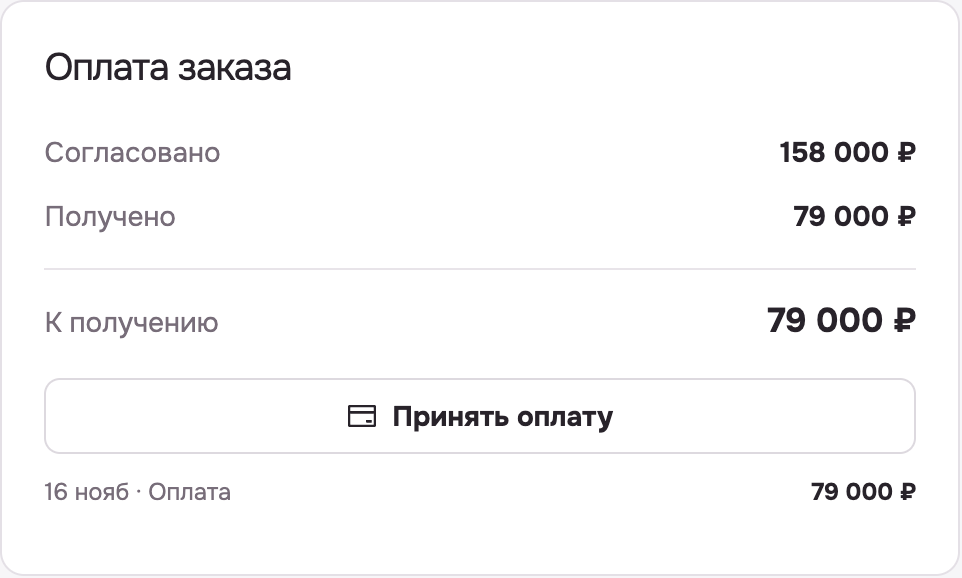 Оплата заказа
Согласовано 158 000 ₽
Получено 79 000 ₽
К получению 79 000 ₽
Принять оплату
16 нояб · Оплата 79 000 ₽